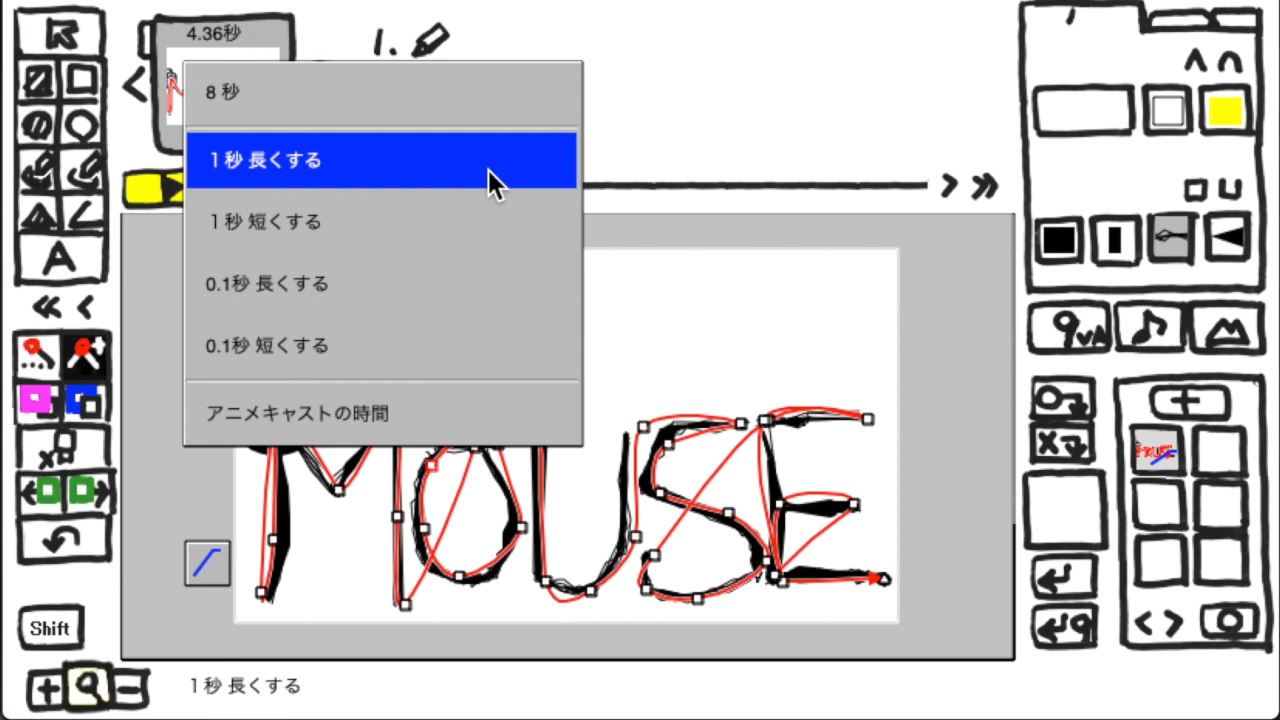 4.36秒
1.
8 秒
1 秒 長くする
1 秒 短くする
0.1秒 長くする
0.1秒 短くする
アニメキャストの時間
A
MOUSE
Shift
1 秒 長くする